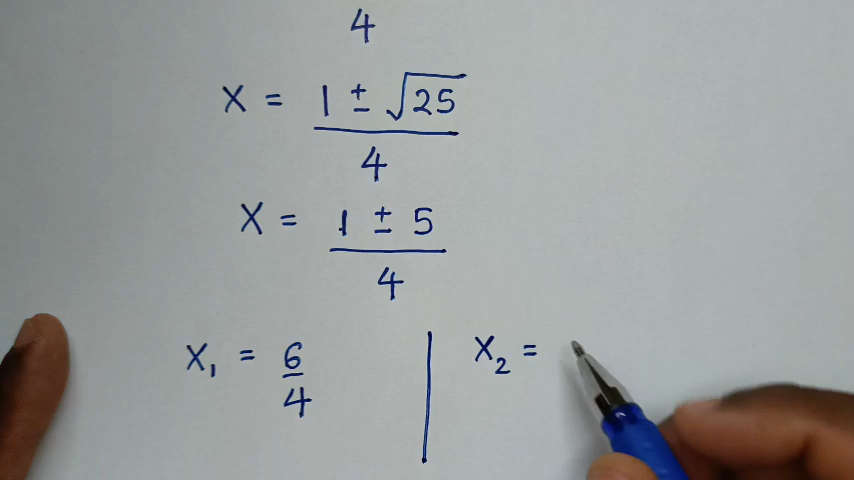 4
X = 1 ± √25
4
X = 1 ± 5
4
X₁ = 6/4 | X₂ =